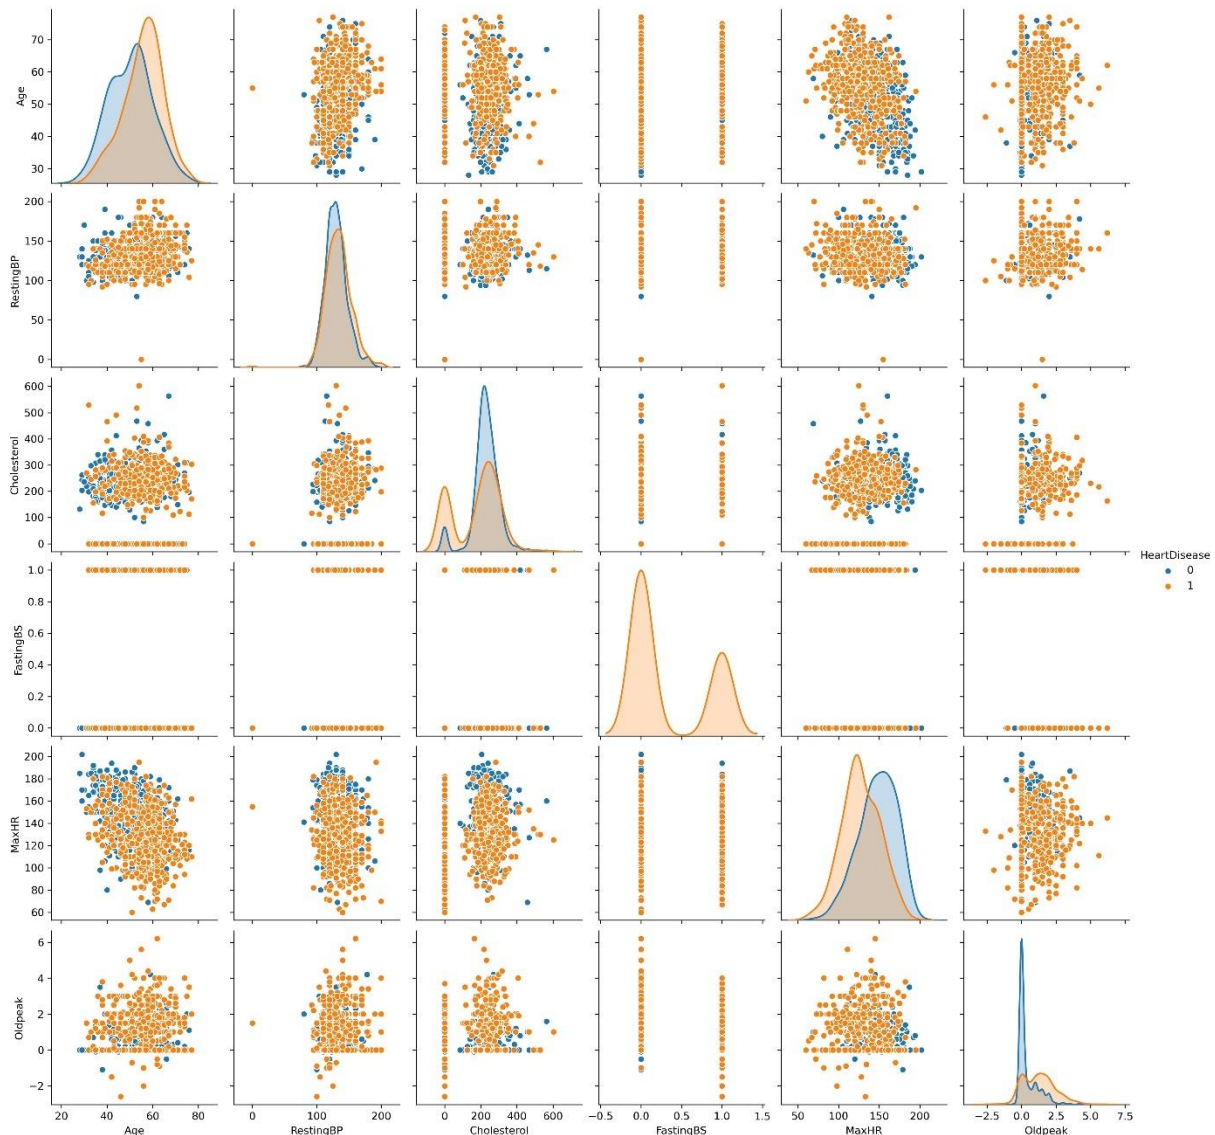 70
60
50
40
30
Age
200
150
100
50
0
RestingBP
600
500
400
300
200
100
0
Cholesterol
1.0
0.8
0.6
0.4
0.2
0.0
FastingBS
HeartDisease
0
1
200
180
160
140
120
100
80
60
MaxHR
6
4
2
0
−2
Oldpeak
20 40 60 80
Age
0 100 200
RestingBP
0 200 400 600
Cholesterol
−0.5 0.0 0.5 1.0 1.5
FastingBS
50 100 150 200
MaxHR
−2.5 0.0 2.5 5.0 7.5
Oldpeak